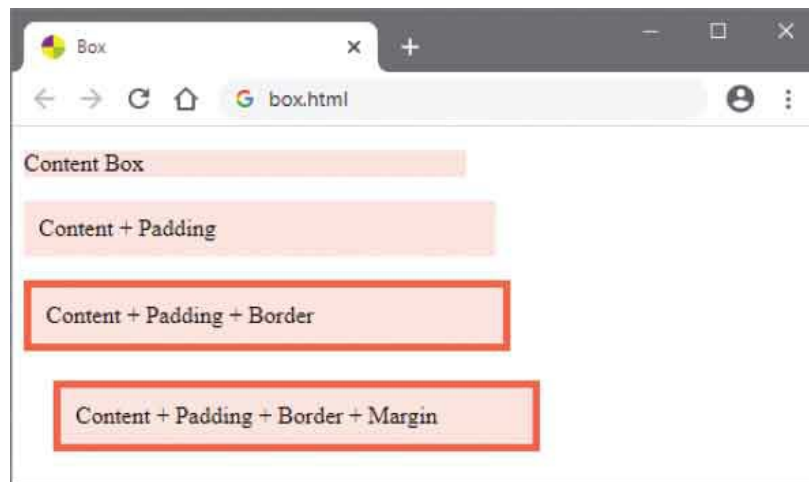 Box
box.html
Content Box
Content + Padding
Content + Padding + Border
Content + Padding + Border + Margin